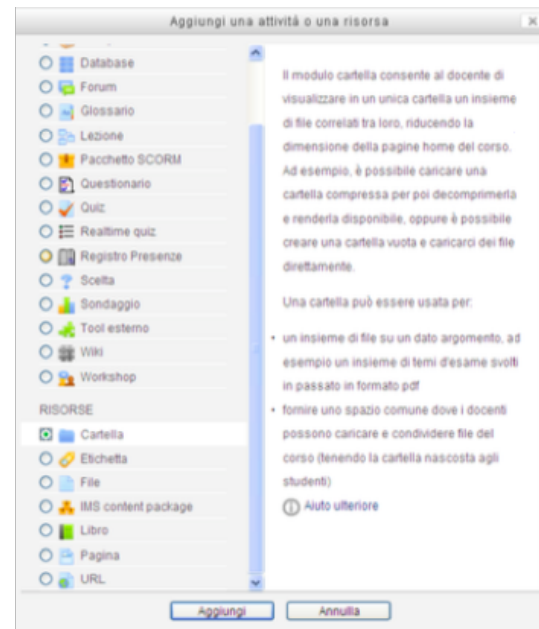 Aggiungi una attività o una risorsa
Database
Forum
Glossario
Lezione
Pacchetto SCORM
Questionario
Quiz
Realtime quiz
Registro Presenze
Scelta
Sondaggio
Tool esterno
Wiki
Workshop
RISORSE
Cartella
Etichetta
File
IMS content package
Libro
Pagina
URL
Il modulo cartella consente al docente di
visualizzare in un unica cartella un insieme
di file correlati tra loro, riducendo la
dimensione della pagine home del corso.
Ad esempio, è possibile caricare una
cartella compressa per poi decomprimerla
e renderla disponibile, oppure è possibile
creare una cartella vuota e caricarci dei file
direttamente.
Una cartella può essere usata per:
• un insieme di file su un dato argomento, ad
esempio un insieme di temi d'esame svolti
in passato in formato pdf
• fornire uno spazio comune dove i docenti
possono caricare e condividere file del
corso (tenendo la cartella nascosta agli
studenti)
Aiuto ulteriore
Aggiungi
Annulla